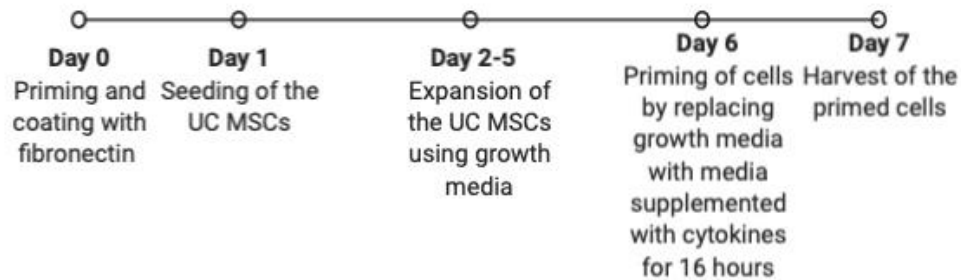 Day 0
Priming and
coating with
fibronectin
Day 1
Seeding of the
UC MSCs
Day 2-5
Expansion of
the UC MSCs
using growth
media
Day 6
Priming of cells
by replacing
growth media
with media
supplemented
with cytokines
for 16 hours
Day 7
Harvest of the
primed cells